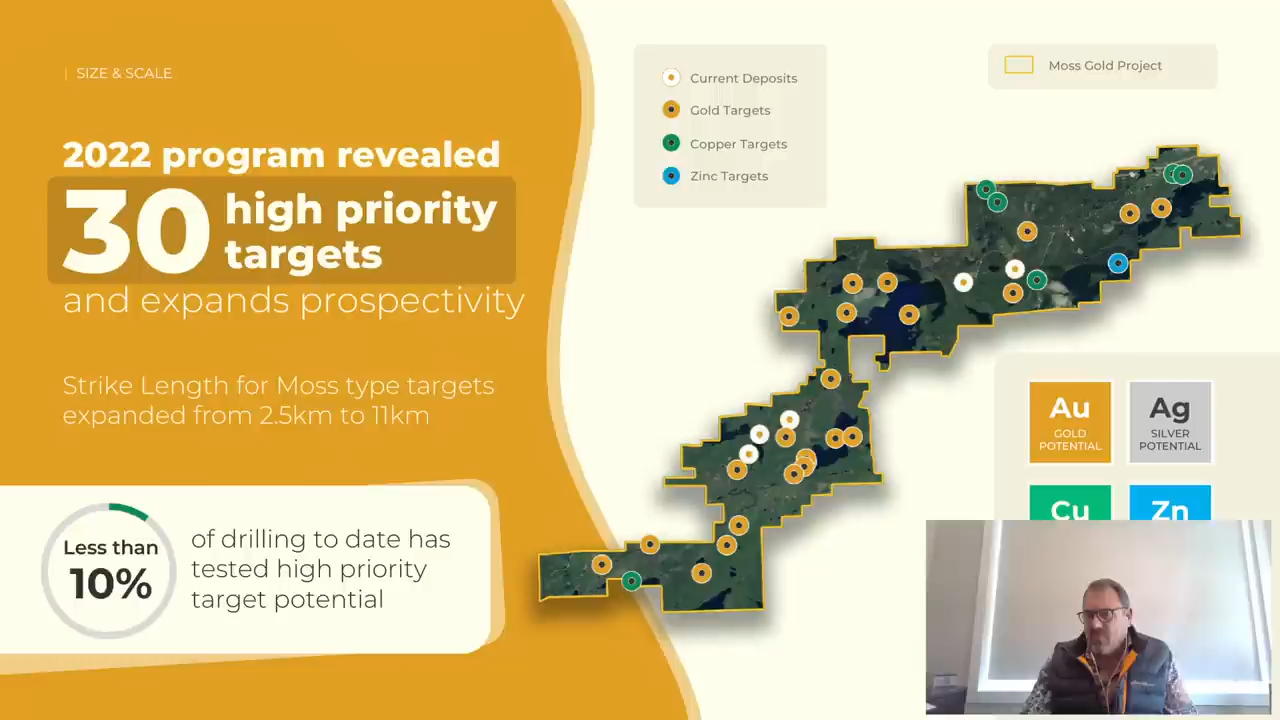 | SIZE & SCALE
2022 program revealed
30 high priority
targets
and expands prospectivity
Strike Length for Moss type targets
expanded from 2.5km to 11km
Less than
10%
of drilling to date has
tested high priority
target potential
Current Deposits
Gold Targets
Copper Targets
Zinc Targets
Moss Gold Project
Au
GOLD
POTENTIAL
Ag
SILVER
POTENTIAL
Cu
Zn